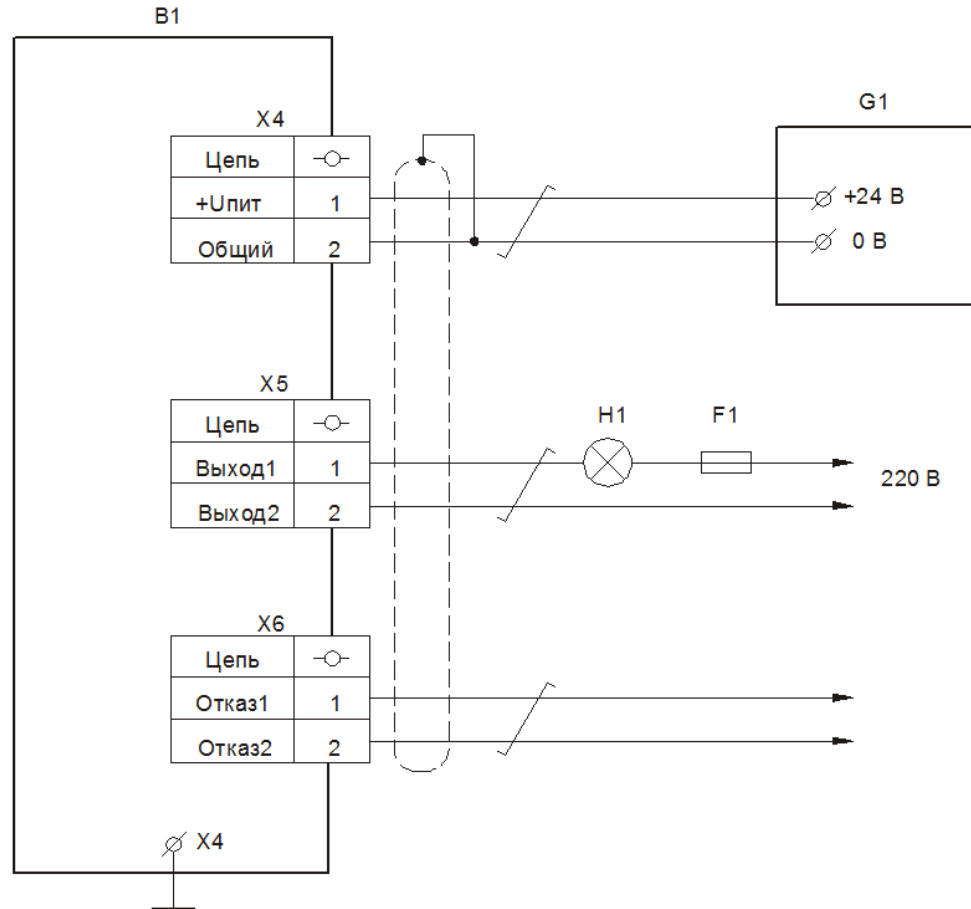 B1
G1
X4
Цепь
+Uпит 1
Общий 2
+24 В
0 В
X5
Цепь
Выход1 1
Выход2 2
H1 F1
220 В
X6
Цепь
Отказ1 1
Отказ2 2
X4